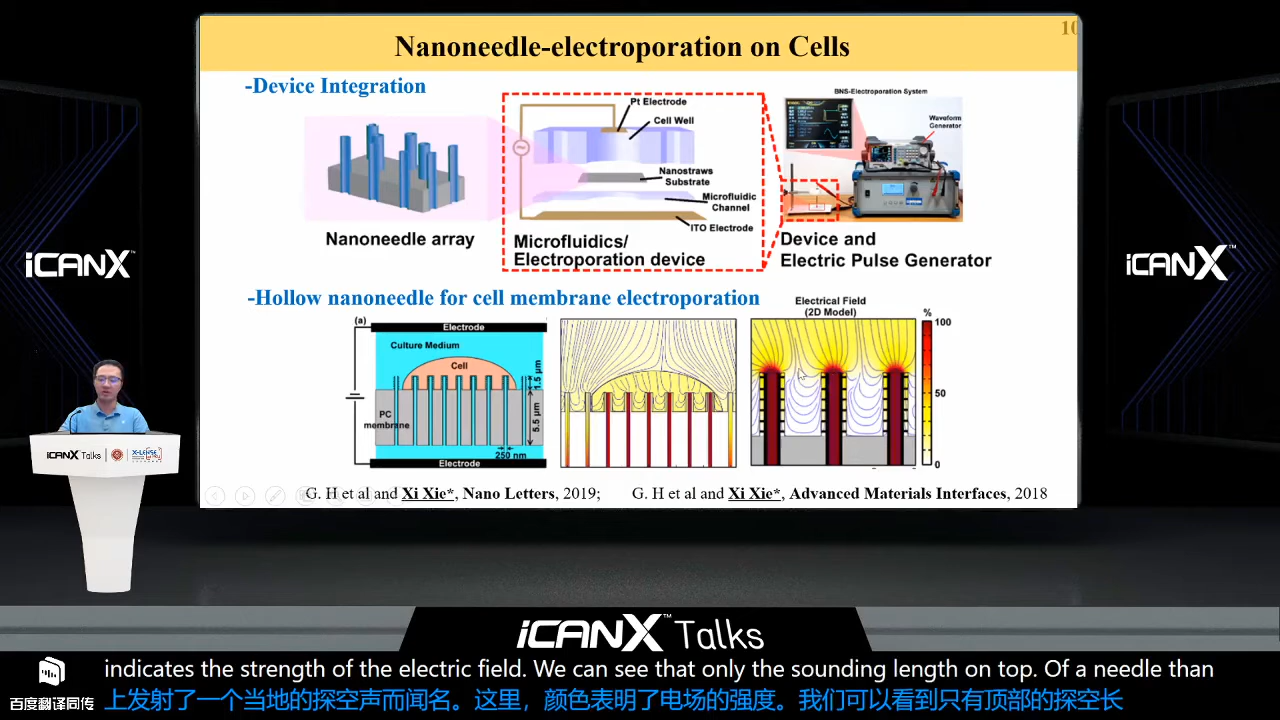 10
Nanoneedle-electroporation on Cells
-Device Integration
Pt Electrode
Cell Well
Nanostraws
Substrate
Microfluidic
Channel
ITO Electrode
BNS-Electroporation System
Waveform
Generator
Nanoneedle array
Microfluidics/
Electroporation device
Device and
Electric Pulse Generator
-Hollow nanoneedle for cell membrane electroporation
(a)
Electrode
Culture Medium
Cell
1.5 μm
PC
membrane
5.5 μm
250 nm
Electrode
Electrical Field
(2D Model)
%
100
50
0
G. H et al and Xi Xie*, Nano Letters, 2019;
G. H et al and Xi Xie*, Advanced Materials Interfaces, 2018
iCANX™
iCANX™
iCANX Talks
X-LENSE
iCANX™ Talks
indicates the strength of the electric field. We can see that only the sounding length on top. Of a needle than
百度翻译同传
上发射了一个当地的探空声而闻名。这里，颜色表明了电场的强度。我们可以看到只有顶部的探空长